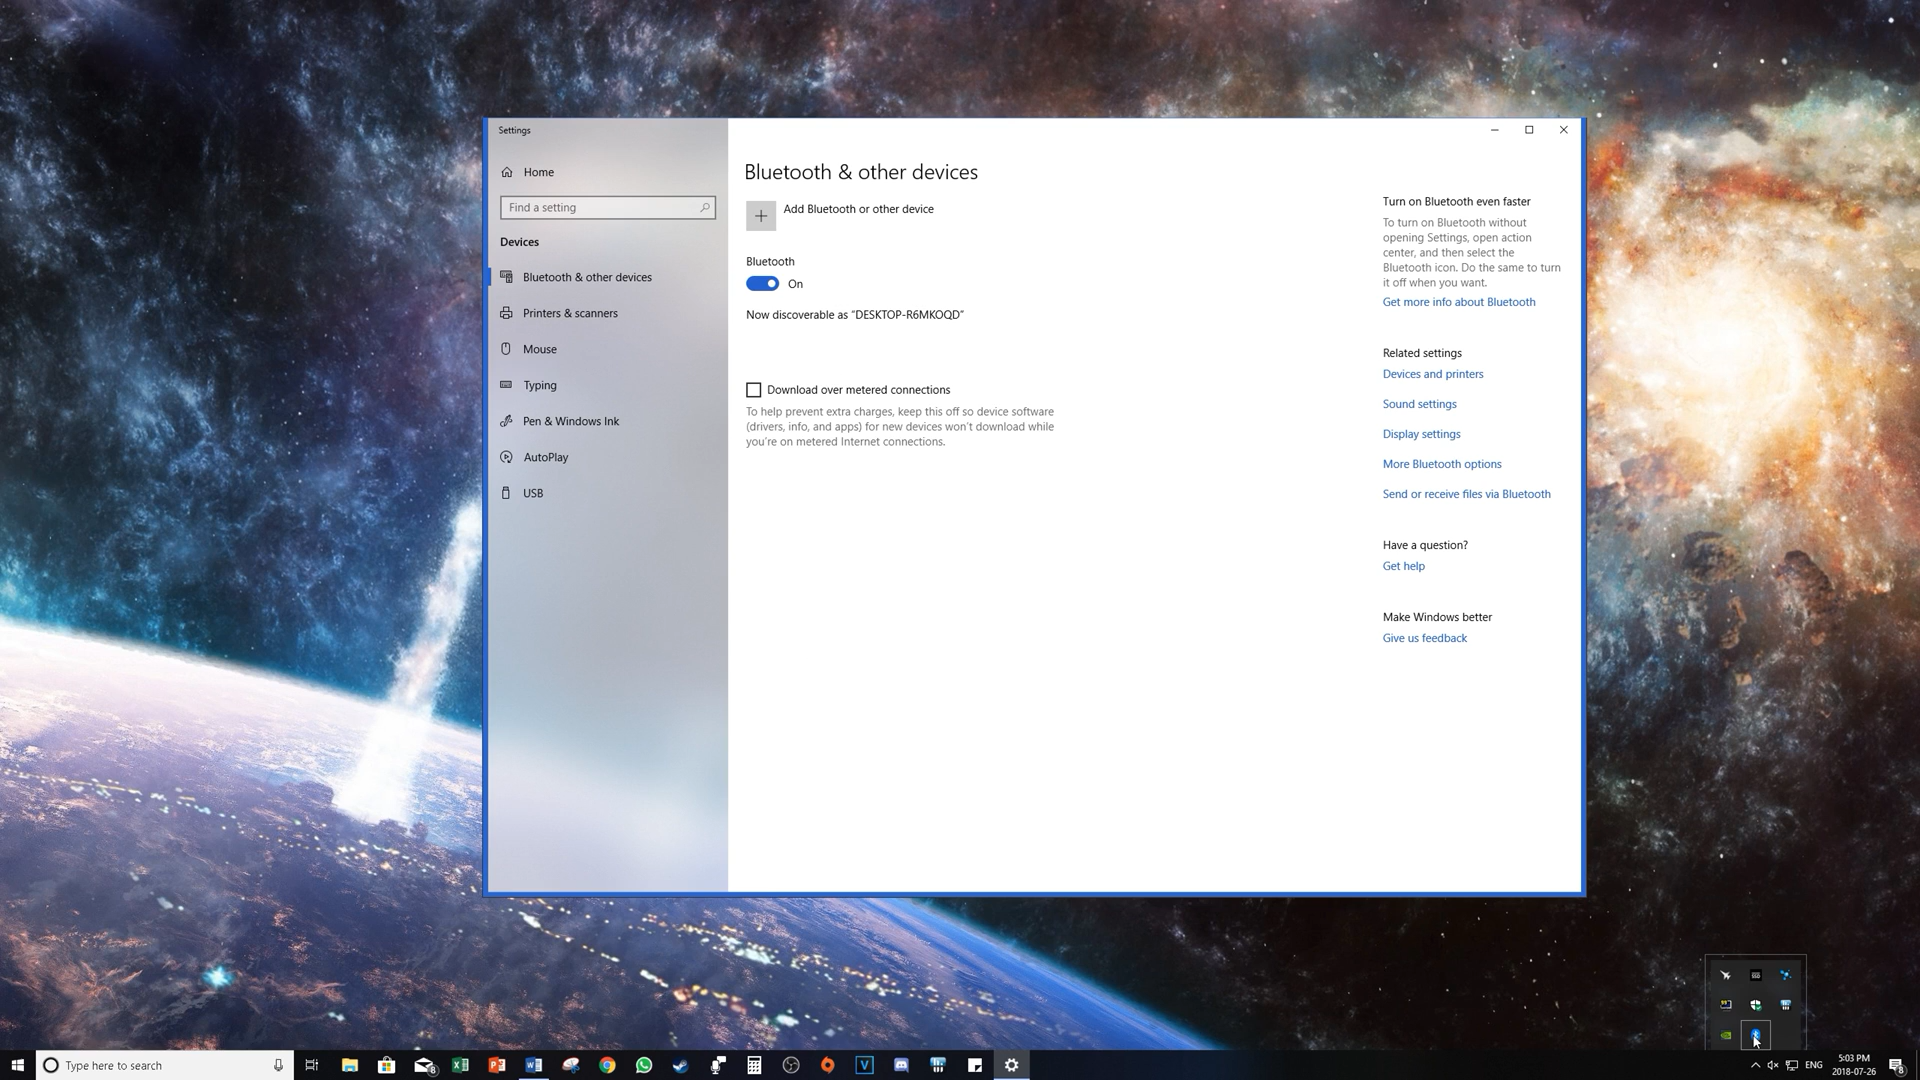 Settings
Home
Find a setting
Devices
Bluetooth & other devices
Printers & scanners
Mouse
Typing
Pen & Windows Ink
AutoPlay
USB
Bluetooth & other devices
Add Bluetooth or other device
Bluetooth
On
Now discoverable as “DESKTOP-R6MKOQD”
Download over metered connections
To help prevent extra charges, keep this off so device software
(drivers, info, and apps) for new devices won’t download while
you’re on metered Internet connections.
Turn on Bluetooth even faster
To turn on Bluetooth without
opening Settings, open action
center, and then select the
Bluetooth icon. Do the same to turn
it off when you want.
Get more info about Bluetooth
Related settings
Devices and printers
Sound settings
Display settings
More Bluetooth options
Send or receive files via Bluetooth
Have a question?
Get help
Make Windows better
Give us feedback
Type here to search
ENG
5:03 PM
2018-07-26